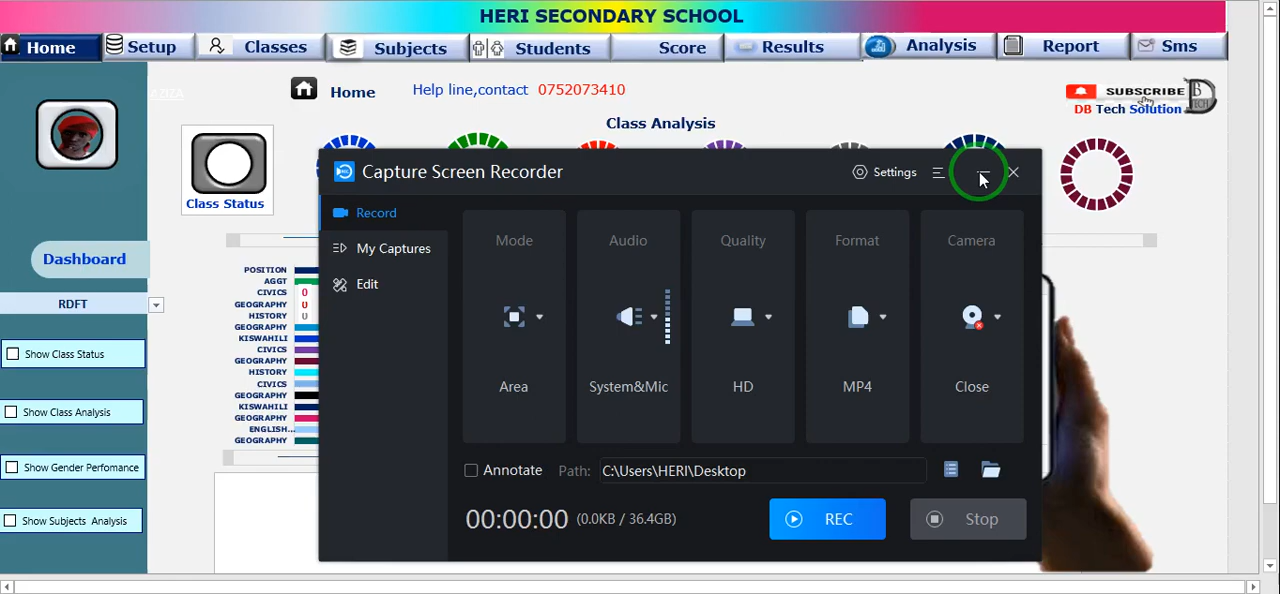 HERI SECONDARY SCHOOL
Home Setup Classes Subjects Students Score Results Analysis Report Sms
Home Help line,contact 0752073410 SUBSCRIBE
DB Tech Solution
AZIZA
Class Analysis
Class Status
Dashboard
RDFT
Show Class Status
Show Class Analysis
Show Gender Perfomance
Show Subjects Analysis
POSITION
AGGT
CIVICS 0
GEOGRAPHY U
HISTORY U
GEOGRAPHY
KISWAHILI
CIVICS
GEOGRAPHY
HISTORY
CIVICS
GEOGRAPHY
KISWAHILI
GEOGRAPHY
ENGLISH...
GEOGRAPHY
Capture Screen Recorder Settings
Record
My Captures
Edit
Mode Audio Quality Format Camera
Area System&Mic HD MP4 Close
Annotate Path: C:\Users\HERI\Desktop
00:00:00 (0.0KB / 36.4GB) REC Stop